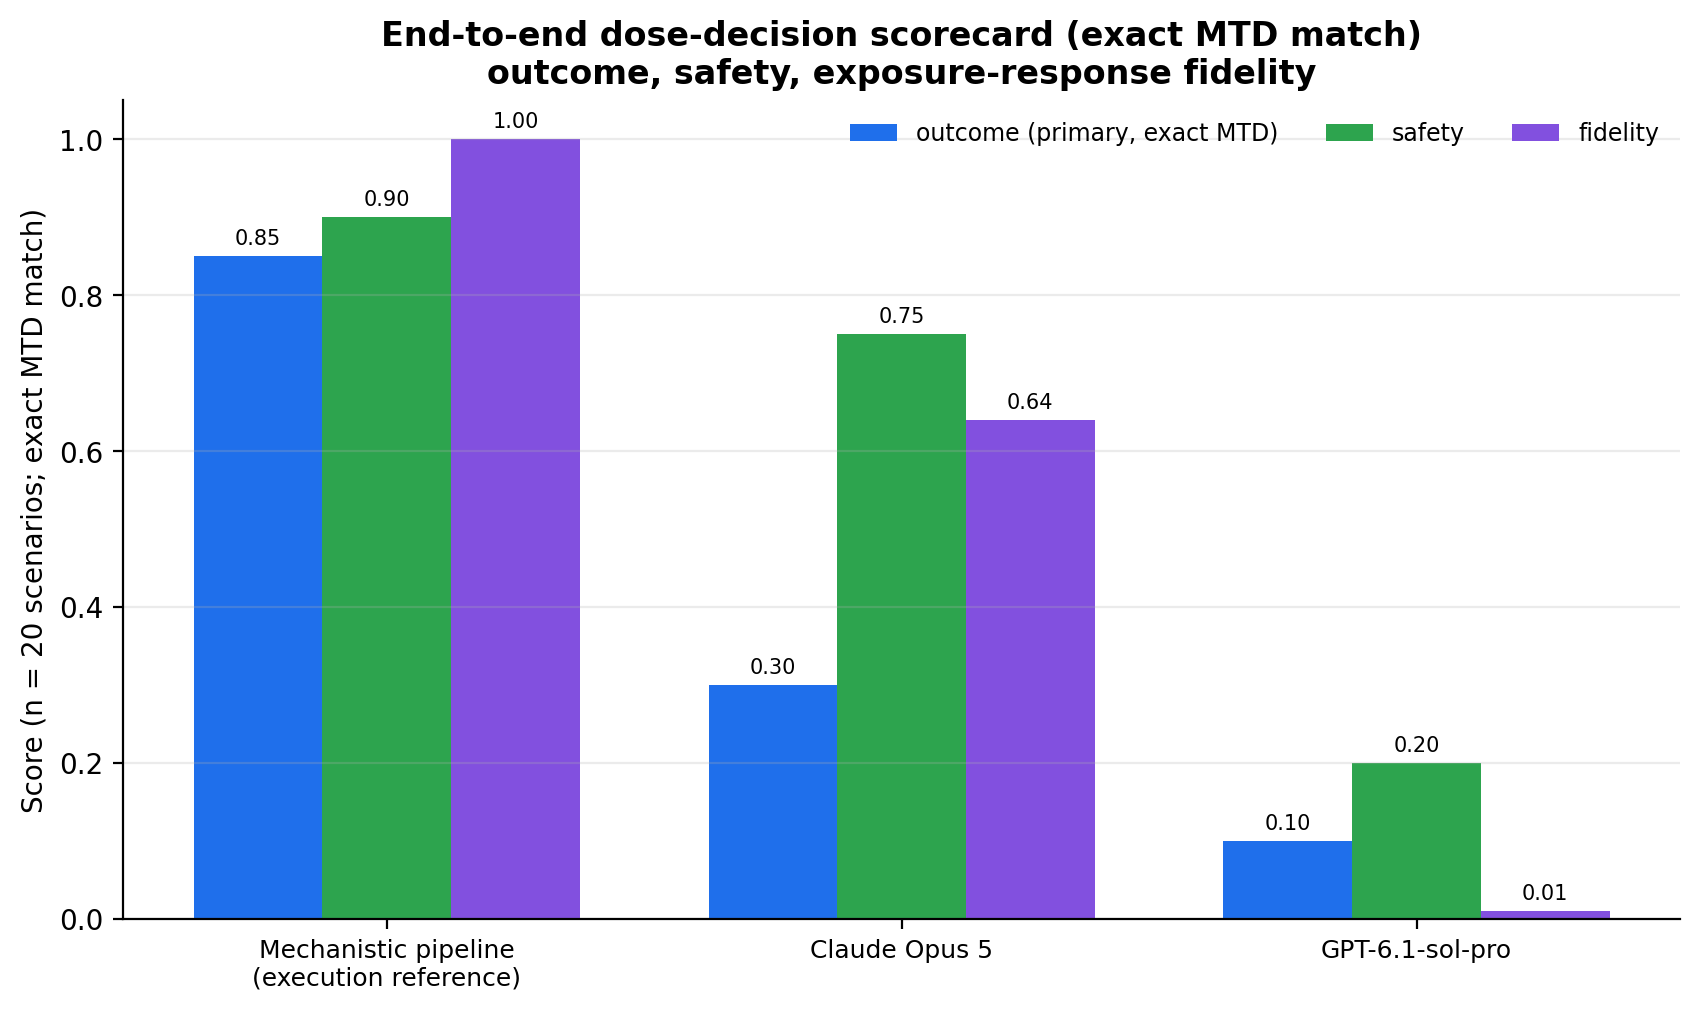 End-to-end dose-decision scorecard (exact MTD match)
outcome, safety, exposure-response fidelity
outcome (primary, exact MTD)
safety
fidelity
Score (n = 20 scenarios; exact MTD match)
1.0
0.8
0.6
0.4
0.2
0.0
0.85
0.90
1.00
0.30
0.75
0.64
0.10
0.20
0.01
Mechanistic pipeline
(execution reference)
Claude Opus 5
GPT-6.1-sol-pro